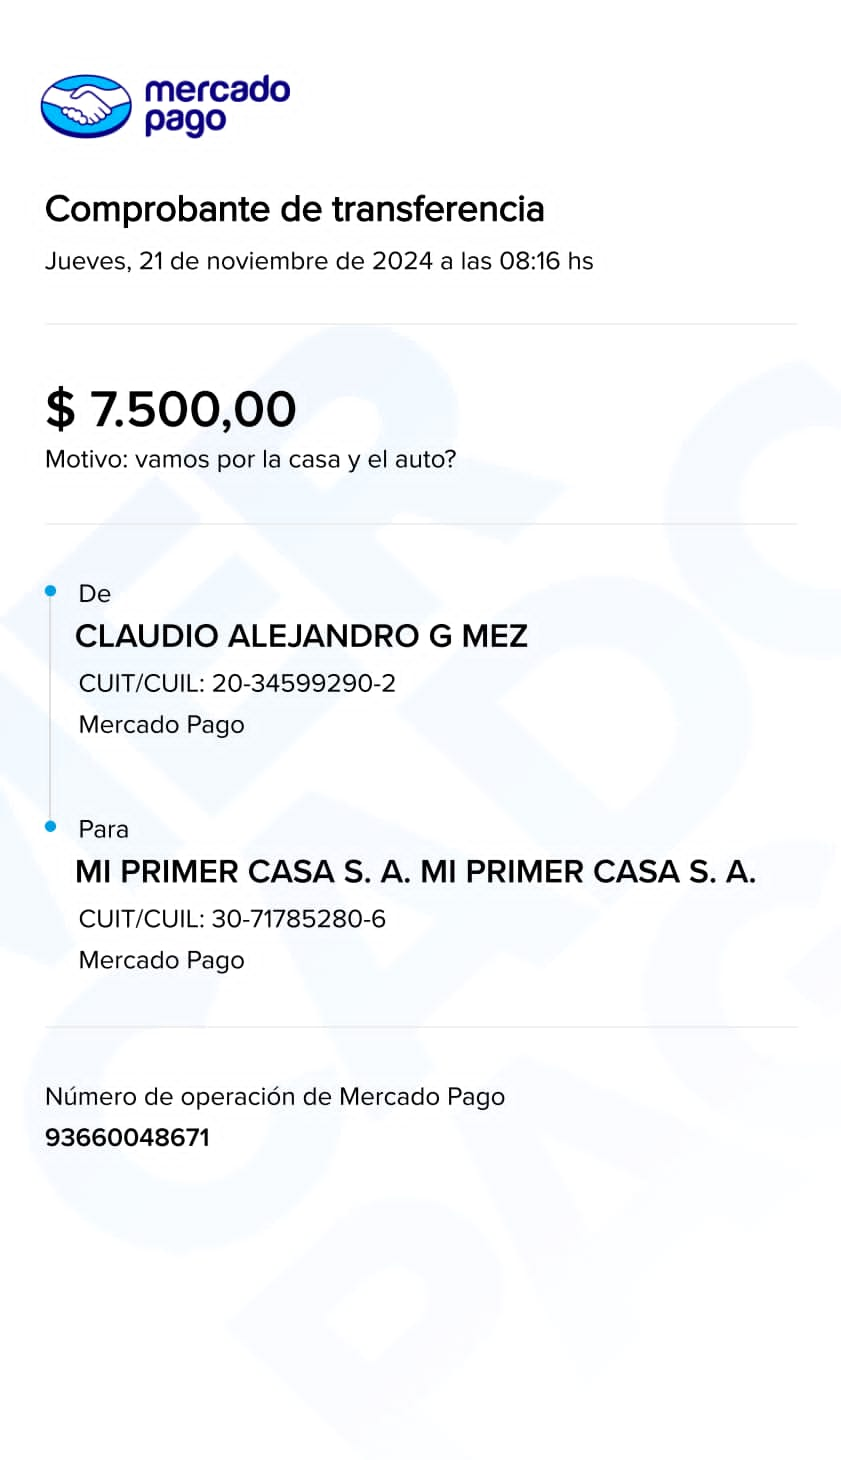 mercado
pago
Comprobante de transferencia
Jueves, 21 de noviembre de 2024 a las 08:16 hs
$ 7.500,00
Motivo: vamos por la casa y el auto?
De
CLAUDIO ALEJANDRO G MEZ
CUIT/CUIL: 20-34599290-2
Mercado Pago
Para
MI PRIMER CASA S. A. MI PRIMER CASA S. A.
CUIT/CUIL: 30-71785280-6
Mercado Pago
Número de operación de Mercado Pago
93660048671